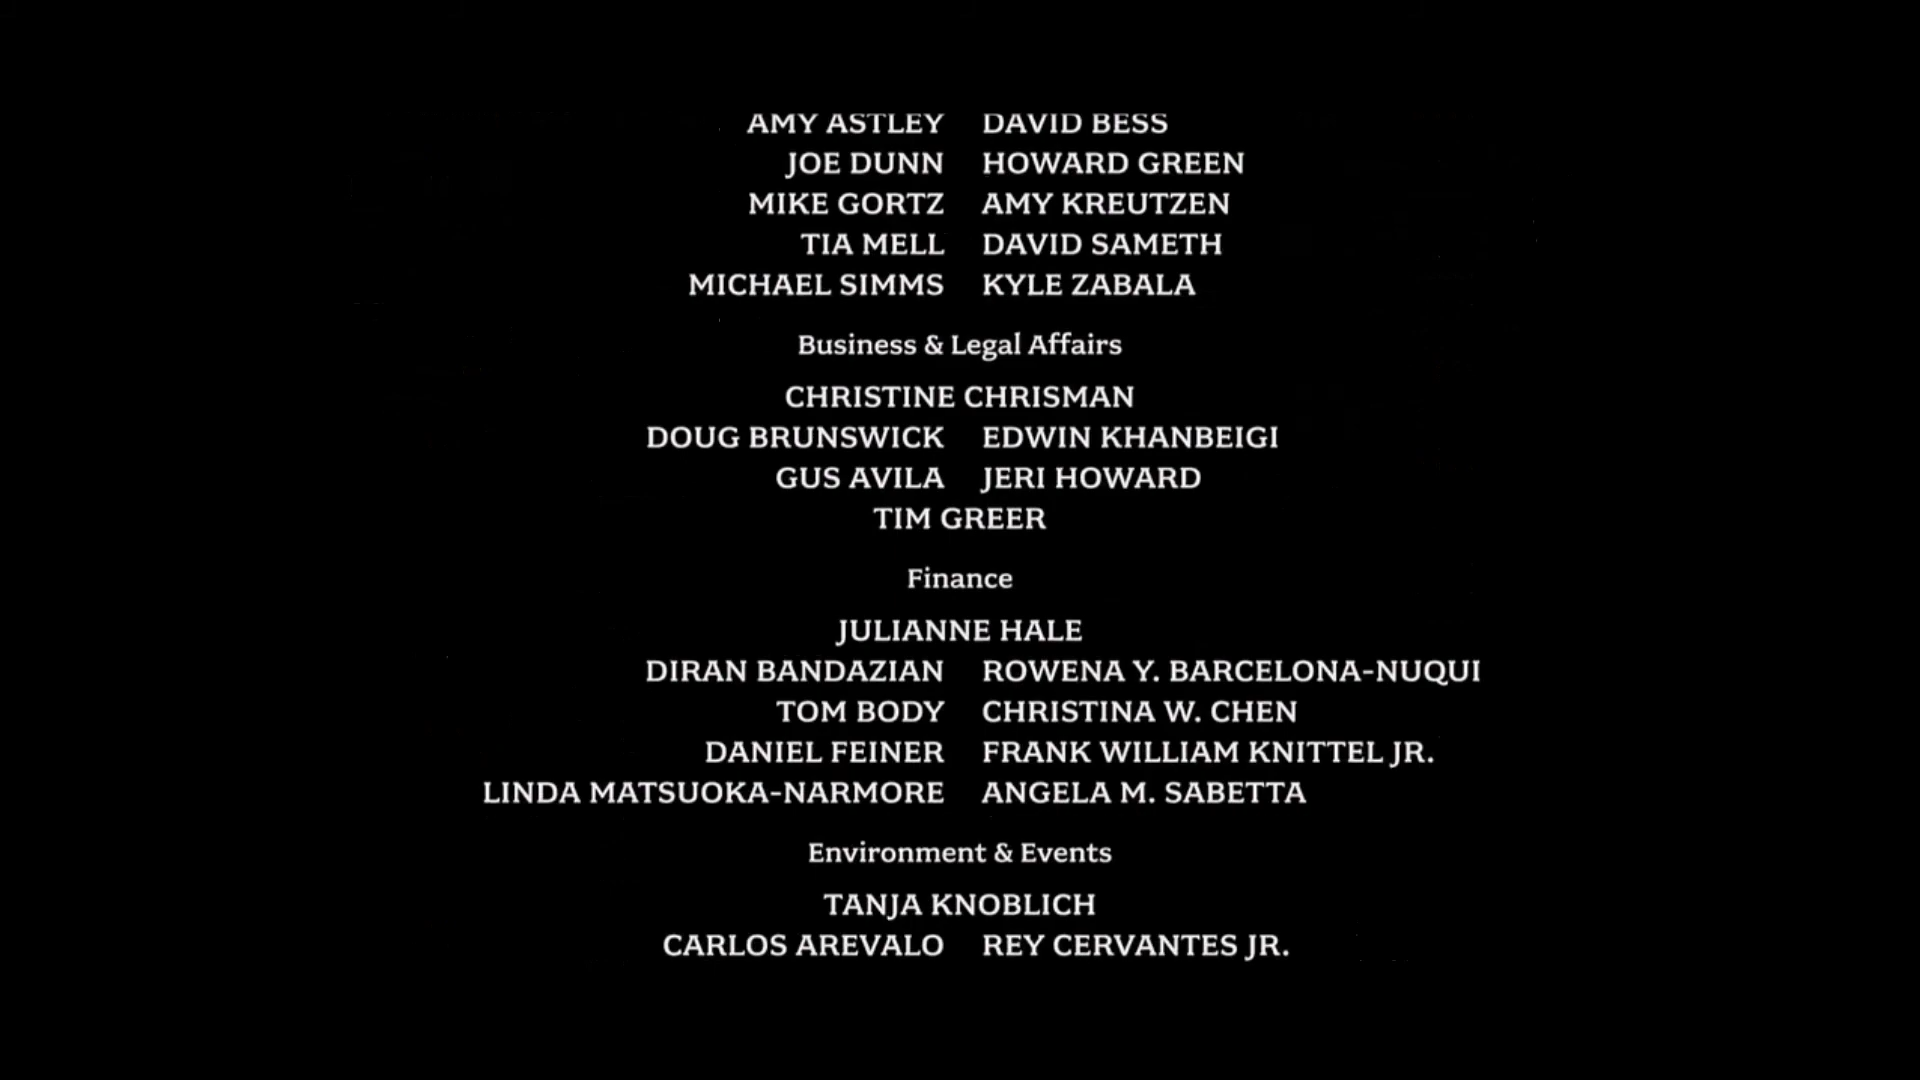 AMY ASTLEY DAVID BESS
JOE DUNN HOWARD GREEN
MIKE GORTZ AMY KREUTZEN
TIA MELL DAVID SAMETH
MICHAEL SIMMS KYLE ZABALA
Business & Legal Affairs
CHRISTINE CHRISMAN
DOUG BRUNSWICK EDWIN KHANBEIGI
GUS AVILA JERI HOWARD
TIM GREER
Finance
JULIANNE HALE
DIRAN BANDAZIAN ROWENA Y. BARCELONA-NUQUI
TOM BODY CHRISTINA W. CHEN
DANIEL FEINER FRANK WILLIAM KNITTEL JR.
LINDA MATSUOKA-NARMORE ANGELA M. SABETTA
Environment & Events
TANJA KNOBLICH
CARLOS AREVALO REY CERVANTES JR.